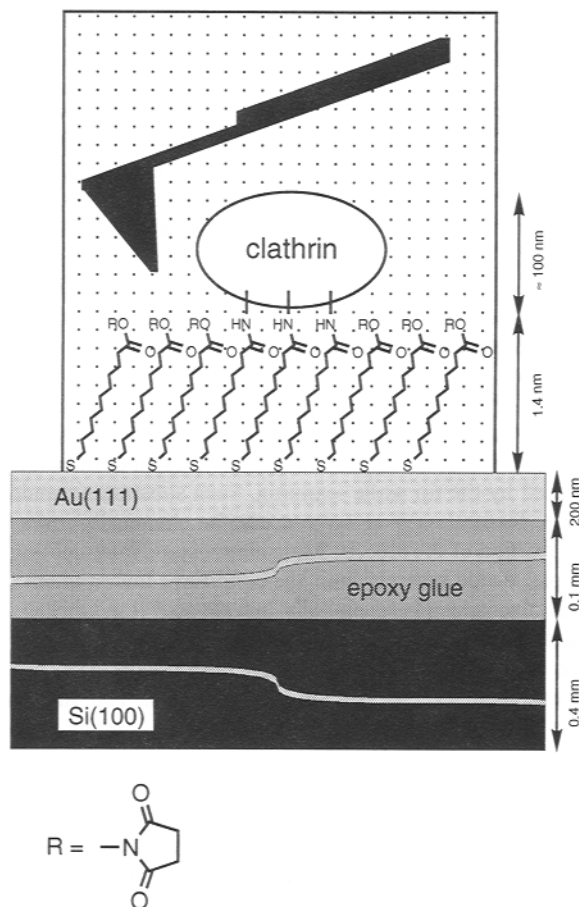 clathrin
≈ 100 nm
RO RO RO HN HN HN RO RO RO
O O O O O O O O O
1.4 nm
S S S S S S S S S
Au(111)
200 nm
epoxy glue
0.1 mm
Si(100)
0.4 mm
O
R = N
O